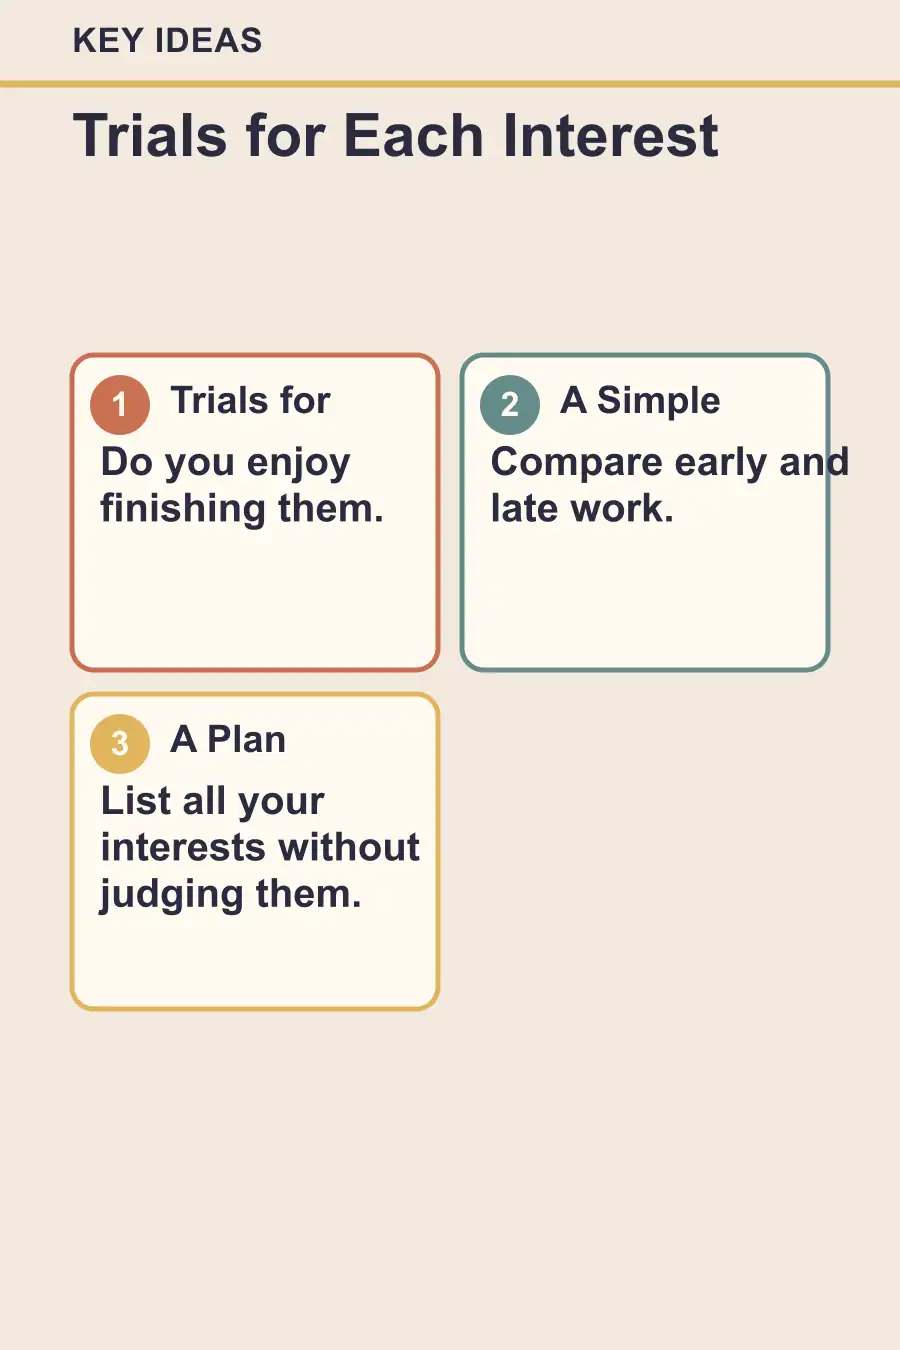 KEY IDEAS
Trials for Each Interest
1 Trials for
Do you enjoy
finishing them.
2 A Simple
Compare early and
late work.
3 A Plan
List all your
interests without
judging them.